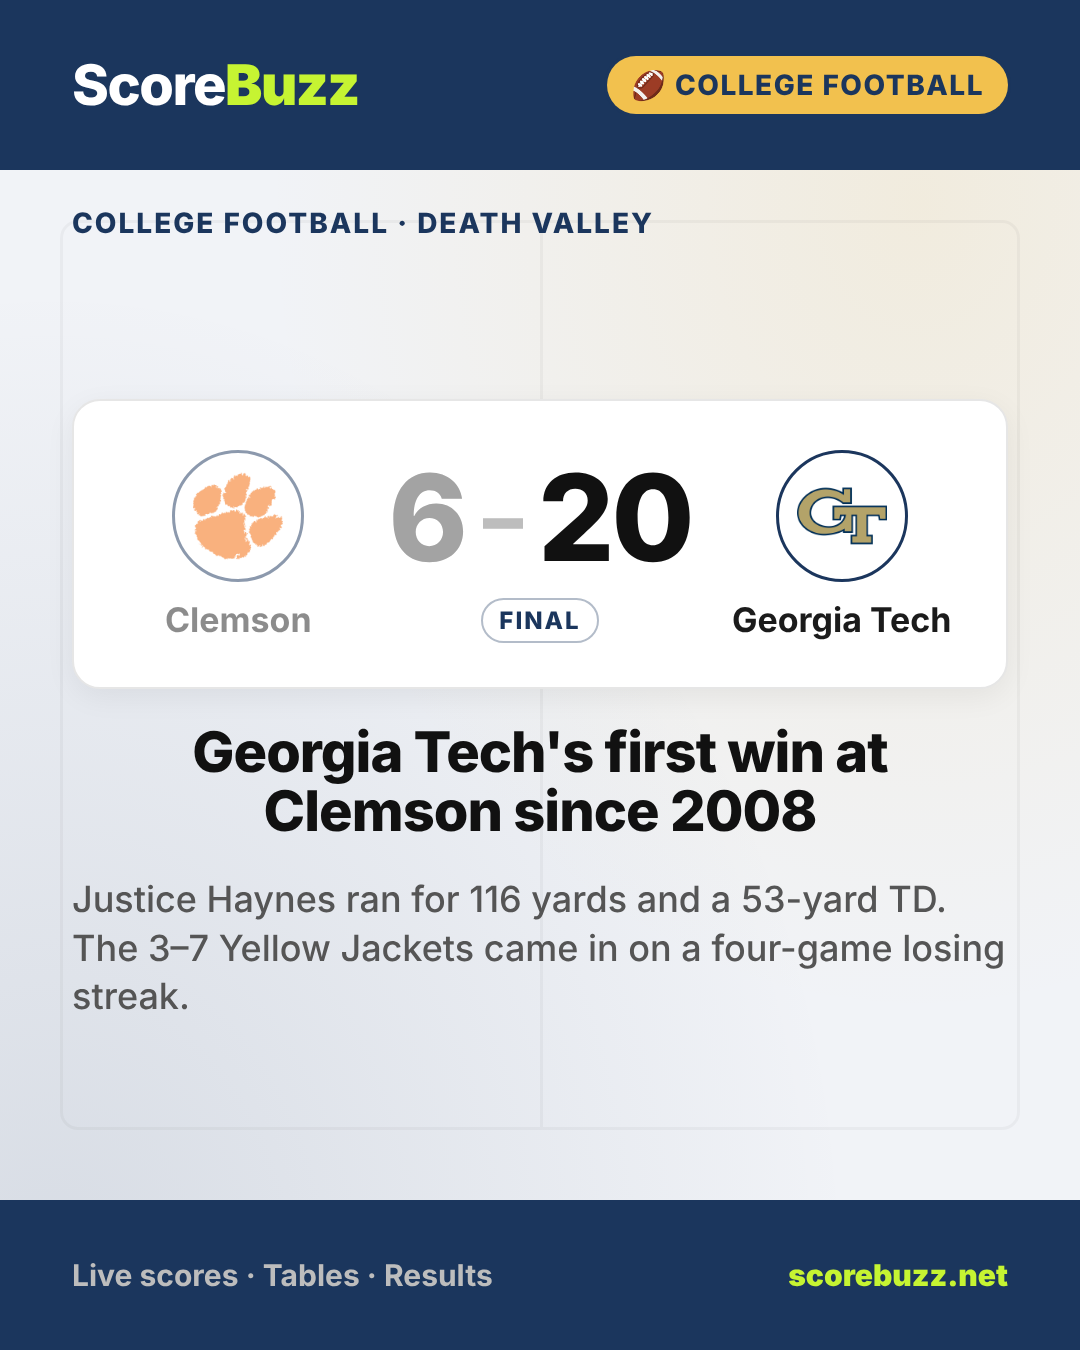 ScoreBuzz
🏈 COLLEGE FOOTBALL
COLLEGE FOOTBALL · DEATH VALLEY
6 - 20
GT
Clemson
FINAL
Georgia Tech
Georgia Tech's first win at
Clemson since 2008
Justice Haynes ran for 116 yards and a 53-yard TD.
The 3–7 Yellow Jackets came in on a four-game losing
streak.
Live scores · Tables · Results
scorebuzz.net